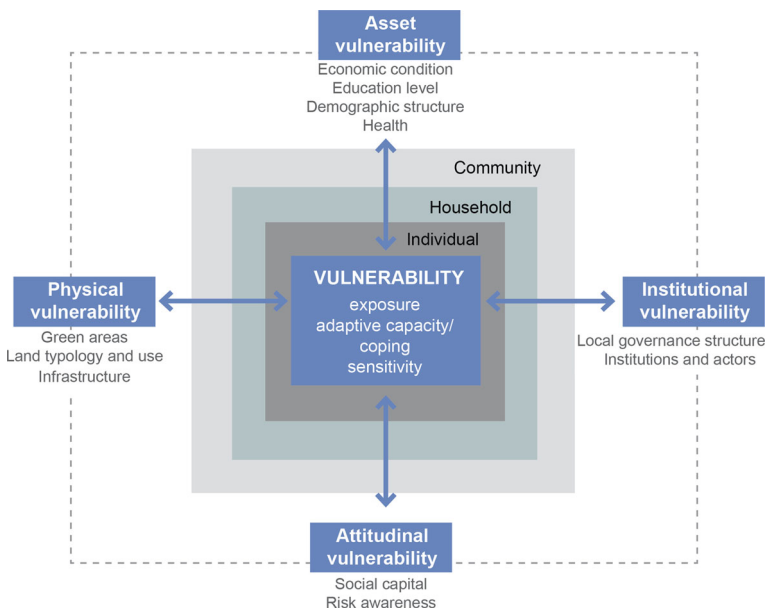 Asset
vulnerability
Economic condition
Education level
Demographic structure
Health
Community
Household
Individual
VULNERABILITY
exposure
adaptive capacity/
coping
sensitivity
Physical
vulnerability
Green areas
Land typology and use
Infrastructure
Institutional
vulnerability
Local governance structure
Institutions and actors
Attitudinal
vulnerability
Social capital
Risk awareness